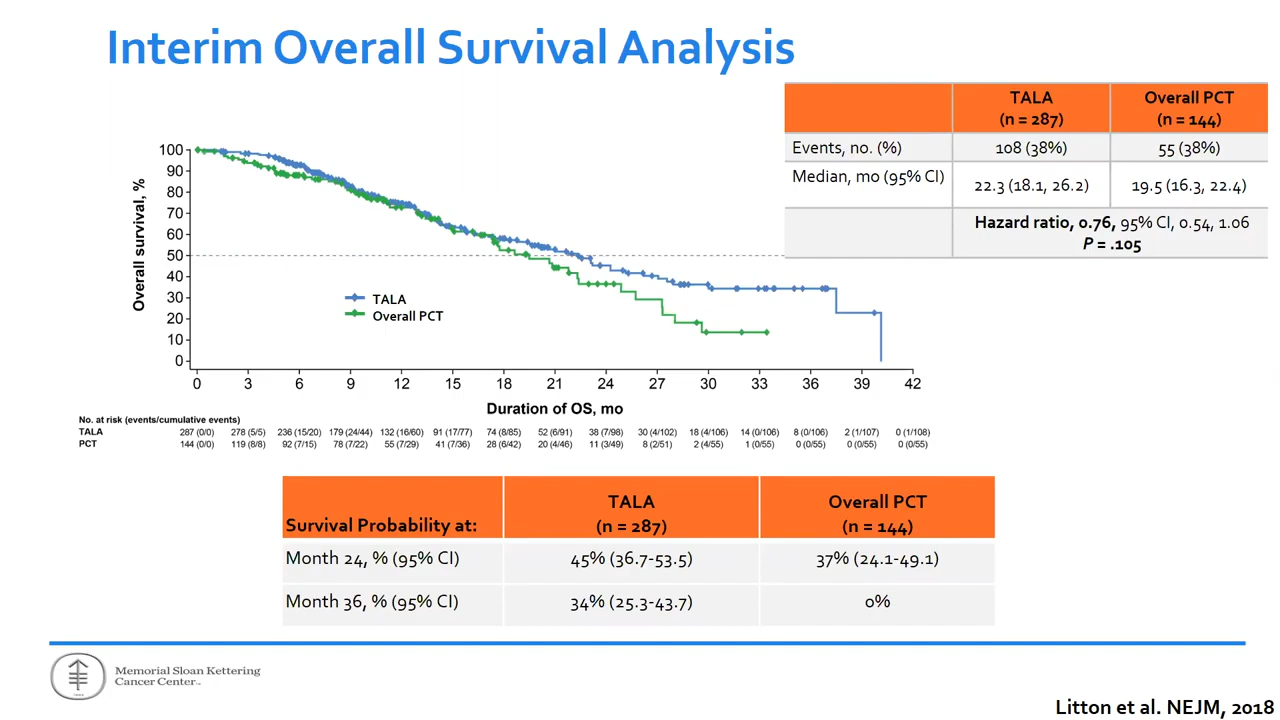 Interim Overall Survival Analysis
TALA
(n = 287)
Overall PCT
(n = 144)
Events, no. (%)
108 (38%)
55 (38%)
Median, mo (95% CI)
22.3 (18.1, 26.2)
19.5 (16.3, 22.4)
Hazard ratio, 0.76, 95% CI, 0.54, 1.06
P = .105
Overall survival, %
100
90
80
70
60
50
40
30
20
10
0
TALA
Overall PCT
0 3 6 9 12 15 18 21 24 27 30 33 36 39 42
Duration of OS, mo
No. at risk (events/cumulative events)
TALA 287 (0/0) 278 (5/5) 236 (15/20) 179 (24/44) 132 (16/60) 91 (17/77) 74 (8/85) 52 (6/91) 38 (7/98) 30 (4/102) 18 (4/106) 14 (0/106) 8 (0/106) 2 (1/107) 0 (1/108)
PCT 144 (0/0) 119 (8/8) 92 (7/15) 78 (7/22) 55 (7/29) 41 (7/36) 28 (6/42) 20 (4/46) 11 (3/49) 8 (2/51) 2 (4/55) 1 (0/55) 0 (0/55) 0 (0/55) 0 (0/55)
Survival Probability at:
TALA
(n = 287)
Overall PCT
(n = 144)
Month 24, % (95% CI)
45% (36.7-53.5)
37% (24.1-49.1)
Month 36, % (95% CI)
34% (25.3-43.7)
0%
Memorial Sloan Kettering
Cancer Center™
Litton et al. NEJM, 2018